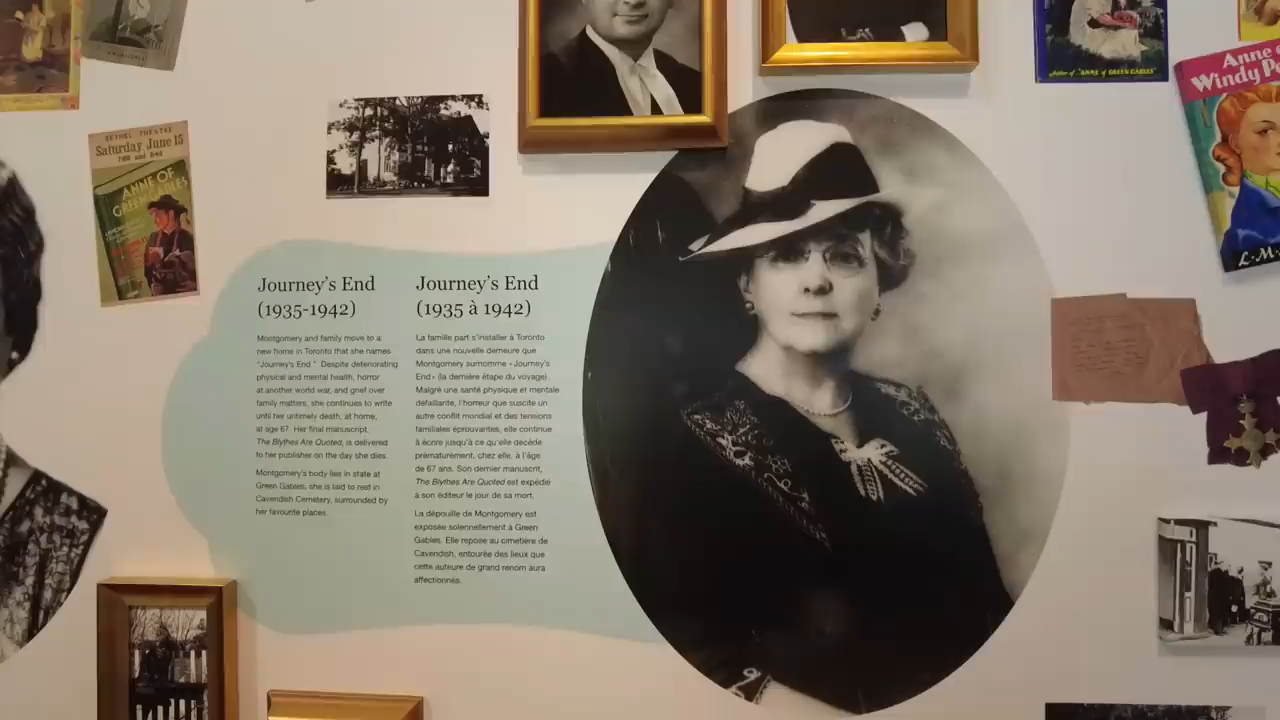 BETHEL THEATRE
Saturday June 15
ANNE OF
GREEN GABLES
Author of "ANNE of GREEN GABLES"
Anne
Windy
L·M·
Journey's End
(1935-1942)
Montgomery and family move to a
new home in Toronto that she names
"Journey's End." Despite deteriorating
physical and mental health, horror
at another world war, and grief over
family matters, she continues to write
until her untimely death, at home,
at age 67. Her final manuscript,
The Blythes Are Quoted, is delivered
to her publisher on the day she dies.
Montgomery's body lies in state at
Green Gables; she is laid to rest in
Cavendish Cemetery, surrounded by
her favourite places.
Journey's End
(1935 à 1942)
La famille part s'installer à Toronto
dans une nouvelle demeure que
Montgomery surnomme « Journey's
End » (la dernière étape du voyage).
Malgré une santé physique et mentale
défaillante, l'horreur que suscite un
autre conflit mondial et des tensions
familiales éprouvantes, elle continue
à écrire jusqu'à ce qu'elle décède
prématurément, chez elle, à l'âge
de 67 ans. Son dernier manuscrit,
The Blythes Are Quoted est expédié
à son éditeur le jour de sa mort.
La dépouille de Montgomery est
exposée solennellement à Green
Gables. Elle repose au cimetière de
Cavendish, entourée des lieux que
cette auteure de grand renom aura
affectionnés.